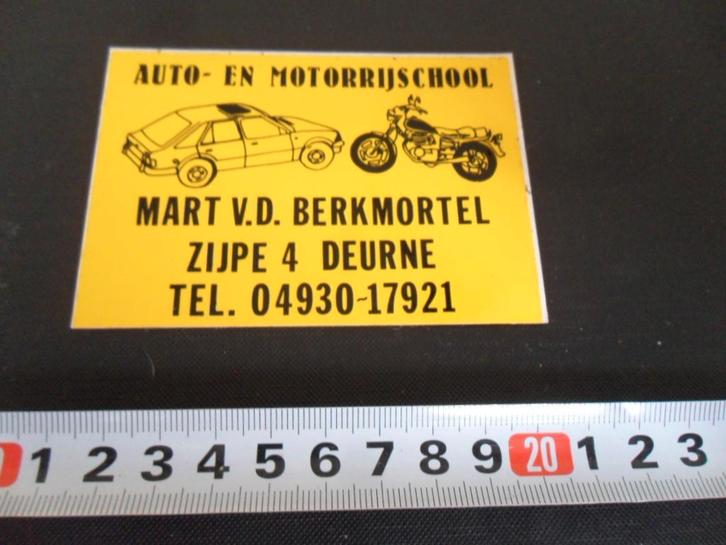 AUTO- EN MOTORRIJSCHOOL
MART V.D. BERKMORTEL
ZIJPE 4 DEURNE
TEL. 04930-17921
1 2 3 4 5 6 7 8 9 20 1 2 3